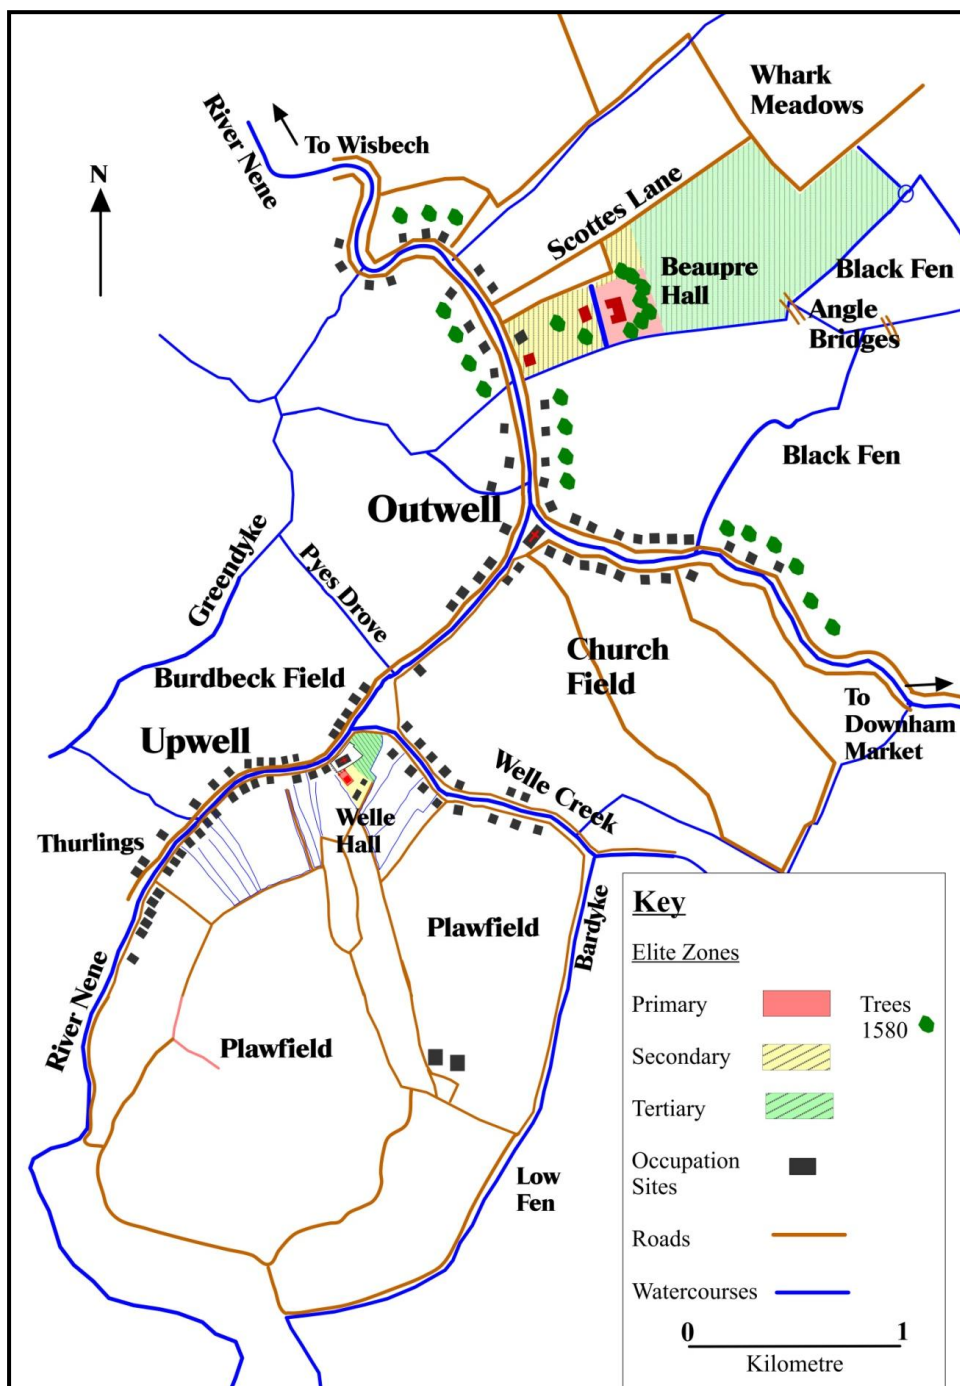 Whark
Meadows
River Nene
To Wisbech
N
Scottes Lane
Beaupre
Hall
Black Fen
Angle
Bridges
Black Fen
Outwell
Greendyke
Pyes Drove
Church
Field
Burdbeck Field
To
Downham
Market
Upwell
Welle Creek
Welle
Hall
Thurlings
Plawfield
Bardyke
River Nene
Plawfield
Low
Fen
Key
Elite Zones
Primary
Trees
1580
Secondary
Tertiary
Occupation
Sites
Roads
Watercourses
0 1
Kilometre